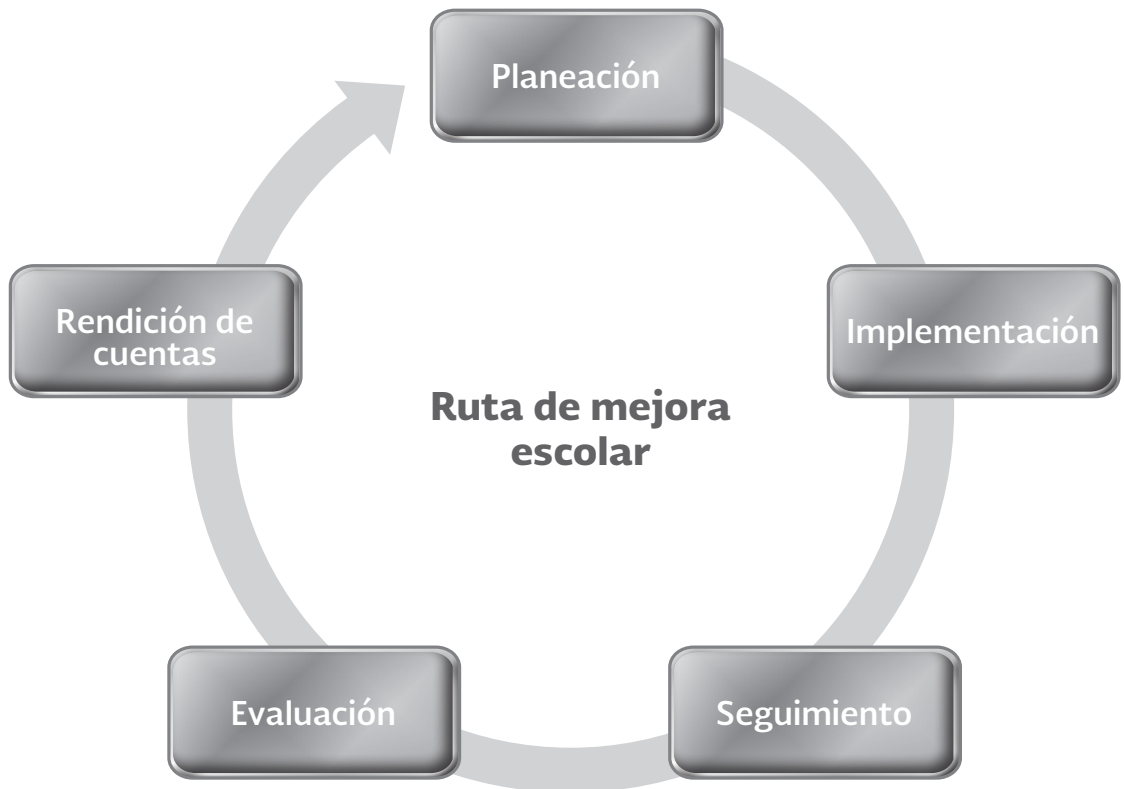 Planeación
Implementación
Seguimiento
Evaluación
Rendición de
cuentas
Ruta de mejora
escolar